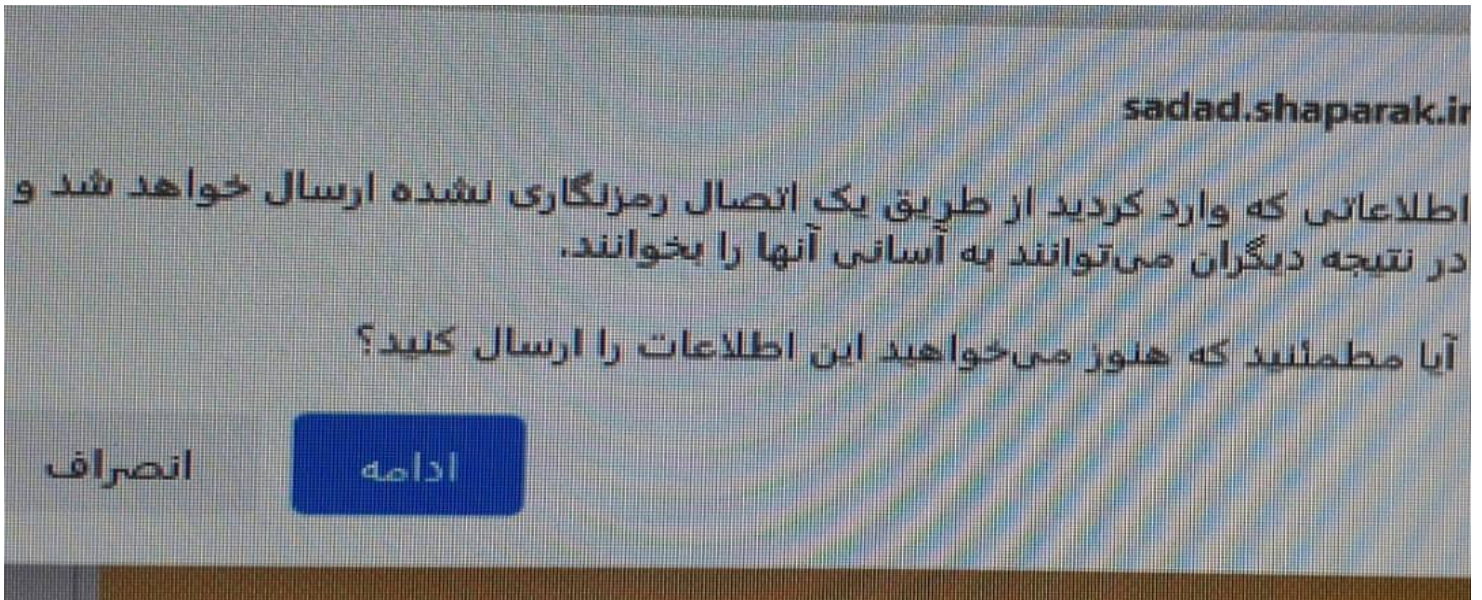 sadad.shaparak.ir
اطلاعاتی که وارد کردید از طریق یک اتصال رمزنگاری نشده ارسال خواهد شد و
در نتیجه دیگران می‌توانند به آسانی آنها را بخوانند.
آیا مطمئنید که هنوز می‌خواهید این اطلاعات را ارسال کنید؟
ادامه
انصراف